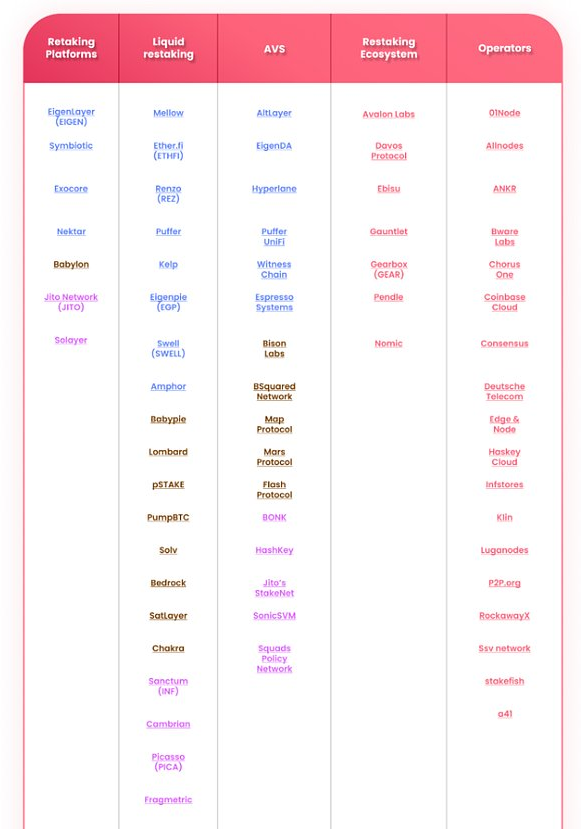 Retaking
Platforms
Liquid
restaking
AVS
Restaking
Ecosystem
Operators
EigenLayer
(EIGEN)
Mellow
AltLayer
Avalon Labs
01Node
Symbiotic
Ether.fi
(ETHFI)
EigenDA
Davos
Protocol
Allnodes
Exocore
Renzo
(REZ)
Hyperlane
Ebisu
ANKR
Nektar
Puffer
Puffer
UniFi
Gauntlet
Bware
Labs
Babylon
Kelp
Witness
Chain
Gearbox
(GEAR)
Chorus
One
Jito Network
(JITO)
Eigenpie
(EGP)
Espresso
Systems
Pendle
Coinbase
Cloud
Solayer
Swell
(SWELL)
Bison
Labs
Nomic
Consensus
Amphor
BSquared
Network
Deutsche
Telecom
Babypie
Map
Protocol
Edge &
Node
Lombard
Mars
Protocol
Haskey
Cloud
pSTAKE
Flash
Protocol
Infstores
PumpBTC
BONK
Klin
Solv
HashKey
Luganodes
Bedrock
Jito's
StakeNet
P2P.org
SatLayer
SonicSVM
RockawayX
Chakra
Squads
Policy
Network
Ssv network
Sanctum
(INF)
stakefish
Cambrian
a41
Picasso
(PICA)
Fragmetric